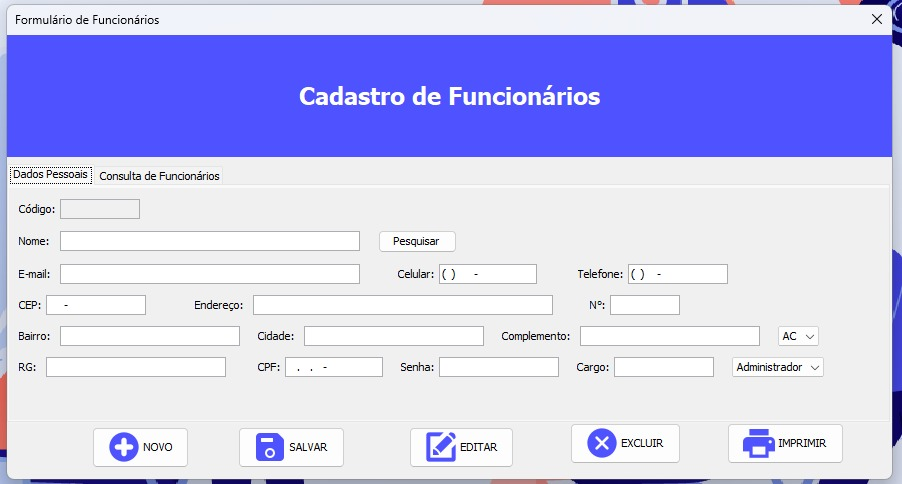 Formulário de Funcionários
Cadastro de Funcionários
Dados Pessoais Consulta de Funcionários
Código:
Nome: Pesquisar
E-mail: Celular: ( ) - Telefone: ( ) -
CEP: - Endereço: Nº:
Bairro: Cidade: Complemento: AC
RG: CPF: . . - Senha: Cargo: Administrador
NOVO SALVAR EDITAR EXCLUIR IMPRIMIR